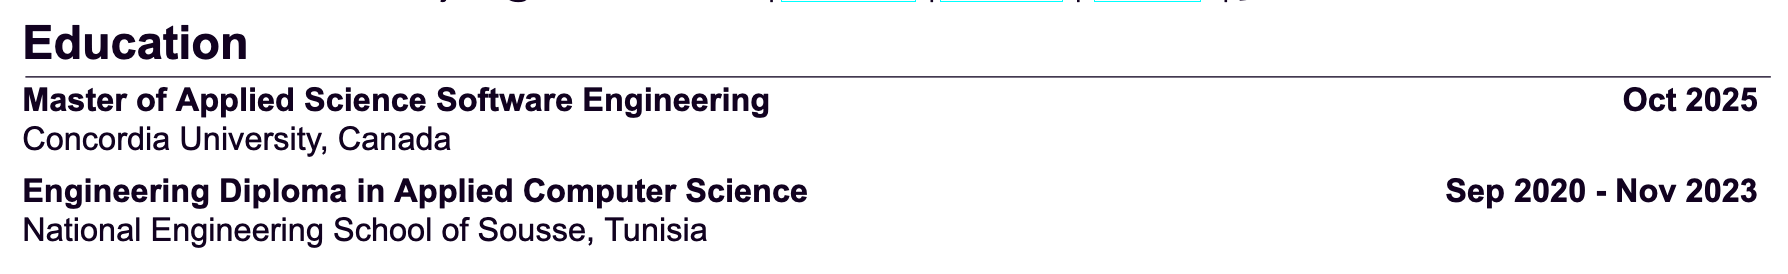 Education
Master of Applied Science Software Engineering Oct 2025
Concordia University, Canada
Engineering Diploma in Applied Computer Science Sep 2020 - Nov 2023
National Engineering School of Sousse, Tunisia